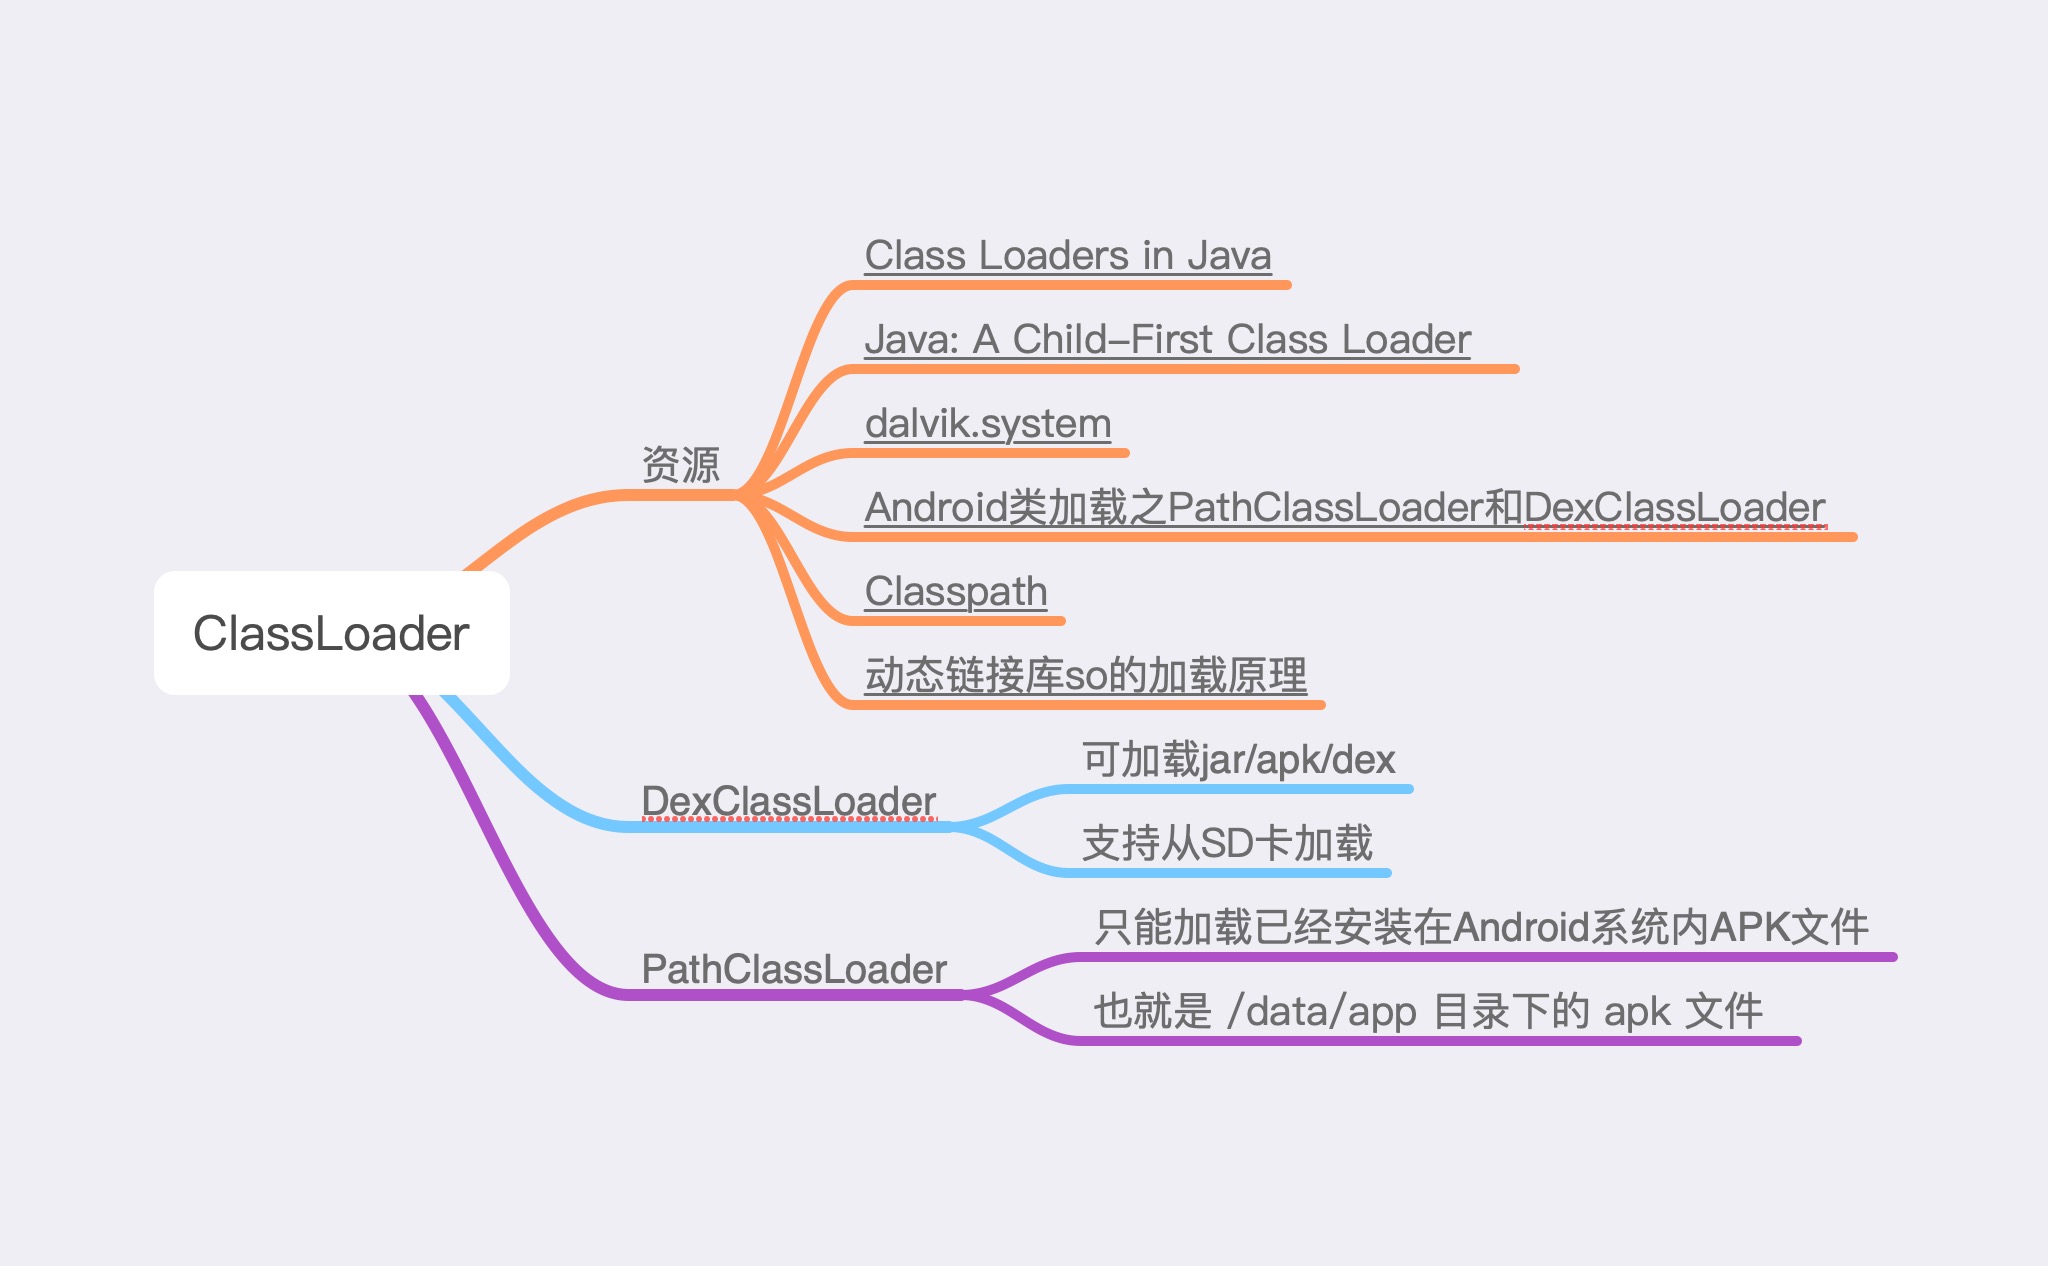 ClassLoader
资源
Class Loaders in Java
Java: A Child–First Class Loader
dalvik.system
Android类加载之PathClassLoader和DexClassLoader
Classpath
动态链接库so的加载原理
DexClassLoader
可加载jar/apk/dex
支持从SD卡加载
PathClassLoader
只能加载已经安装在Android系统内APK文件
也就是 /data/app 目录下的 apk 文件